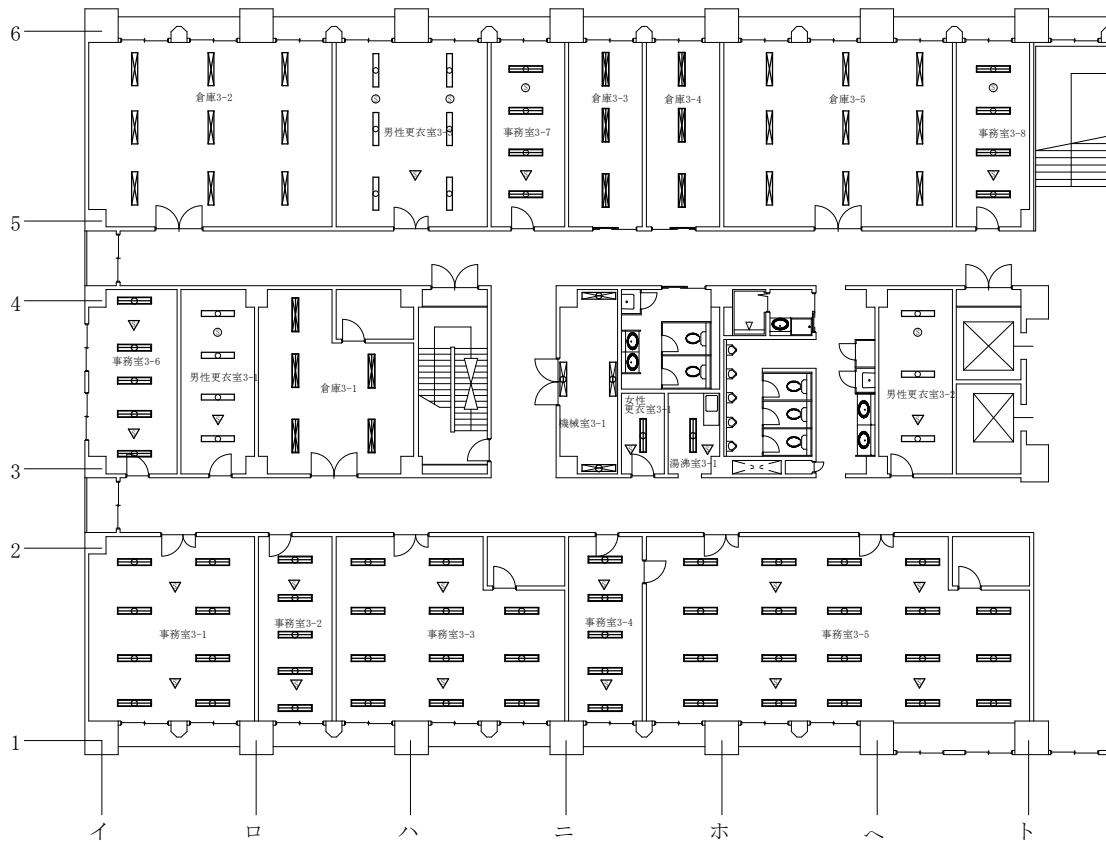 6
倉庫3-2
男性更衣室3-3
事務室3-7
倉庫3-3
倉庫3-4
倉庫3-5
事務室3-8
5
4
事務室3-6
男性更衣室3-1
倉庫3-1
機械室3-1
女性
更衣室3-1
湯沸室3-1
男性更衣室3-2
3
2
事務室3-1
事務室3-2
事務室3-3
事務室3-4
事務室3-5
1
イ
ロ
ハ
ニ
ホ
ヘ
ト